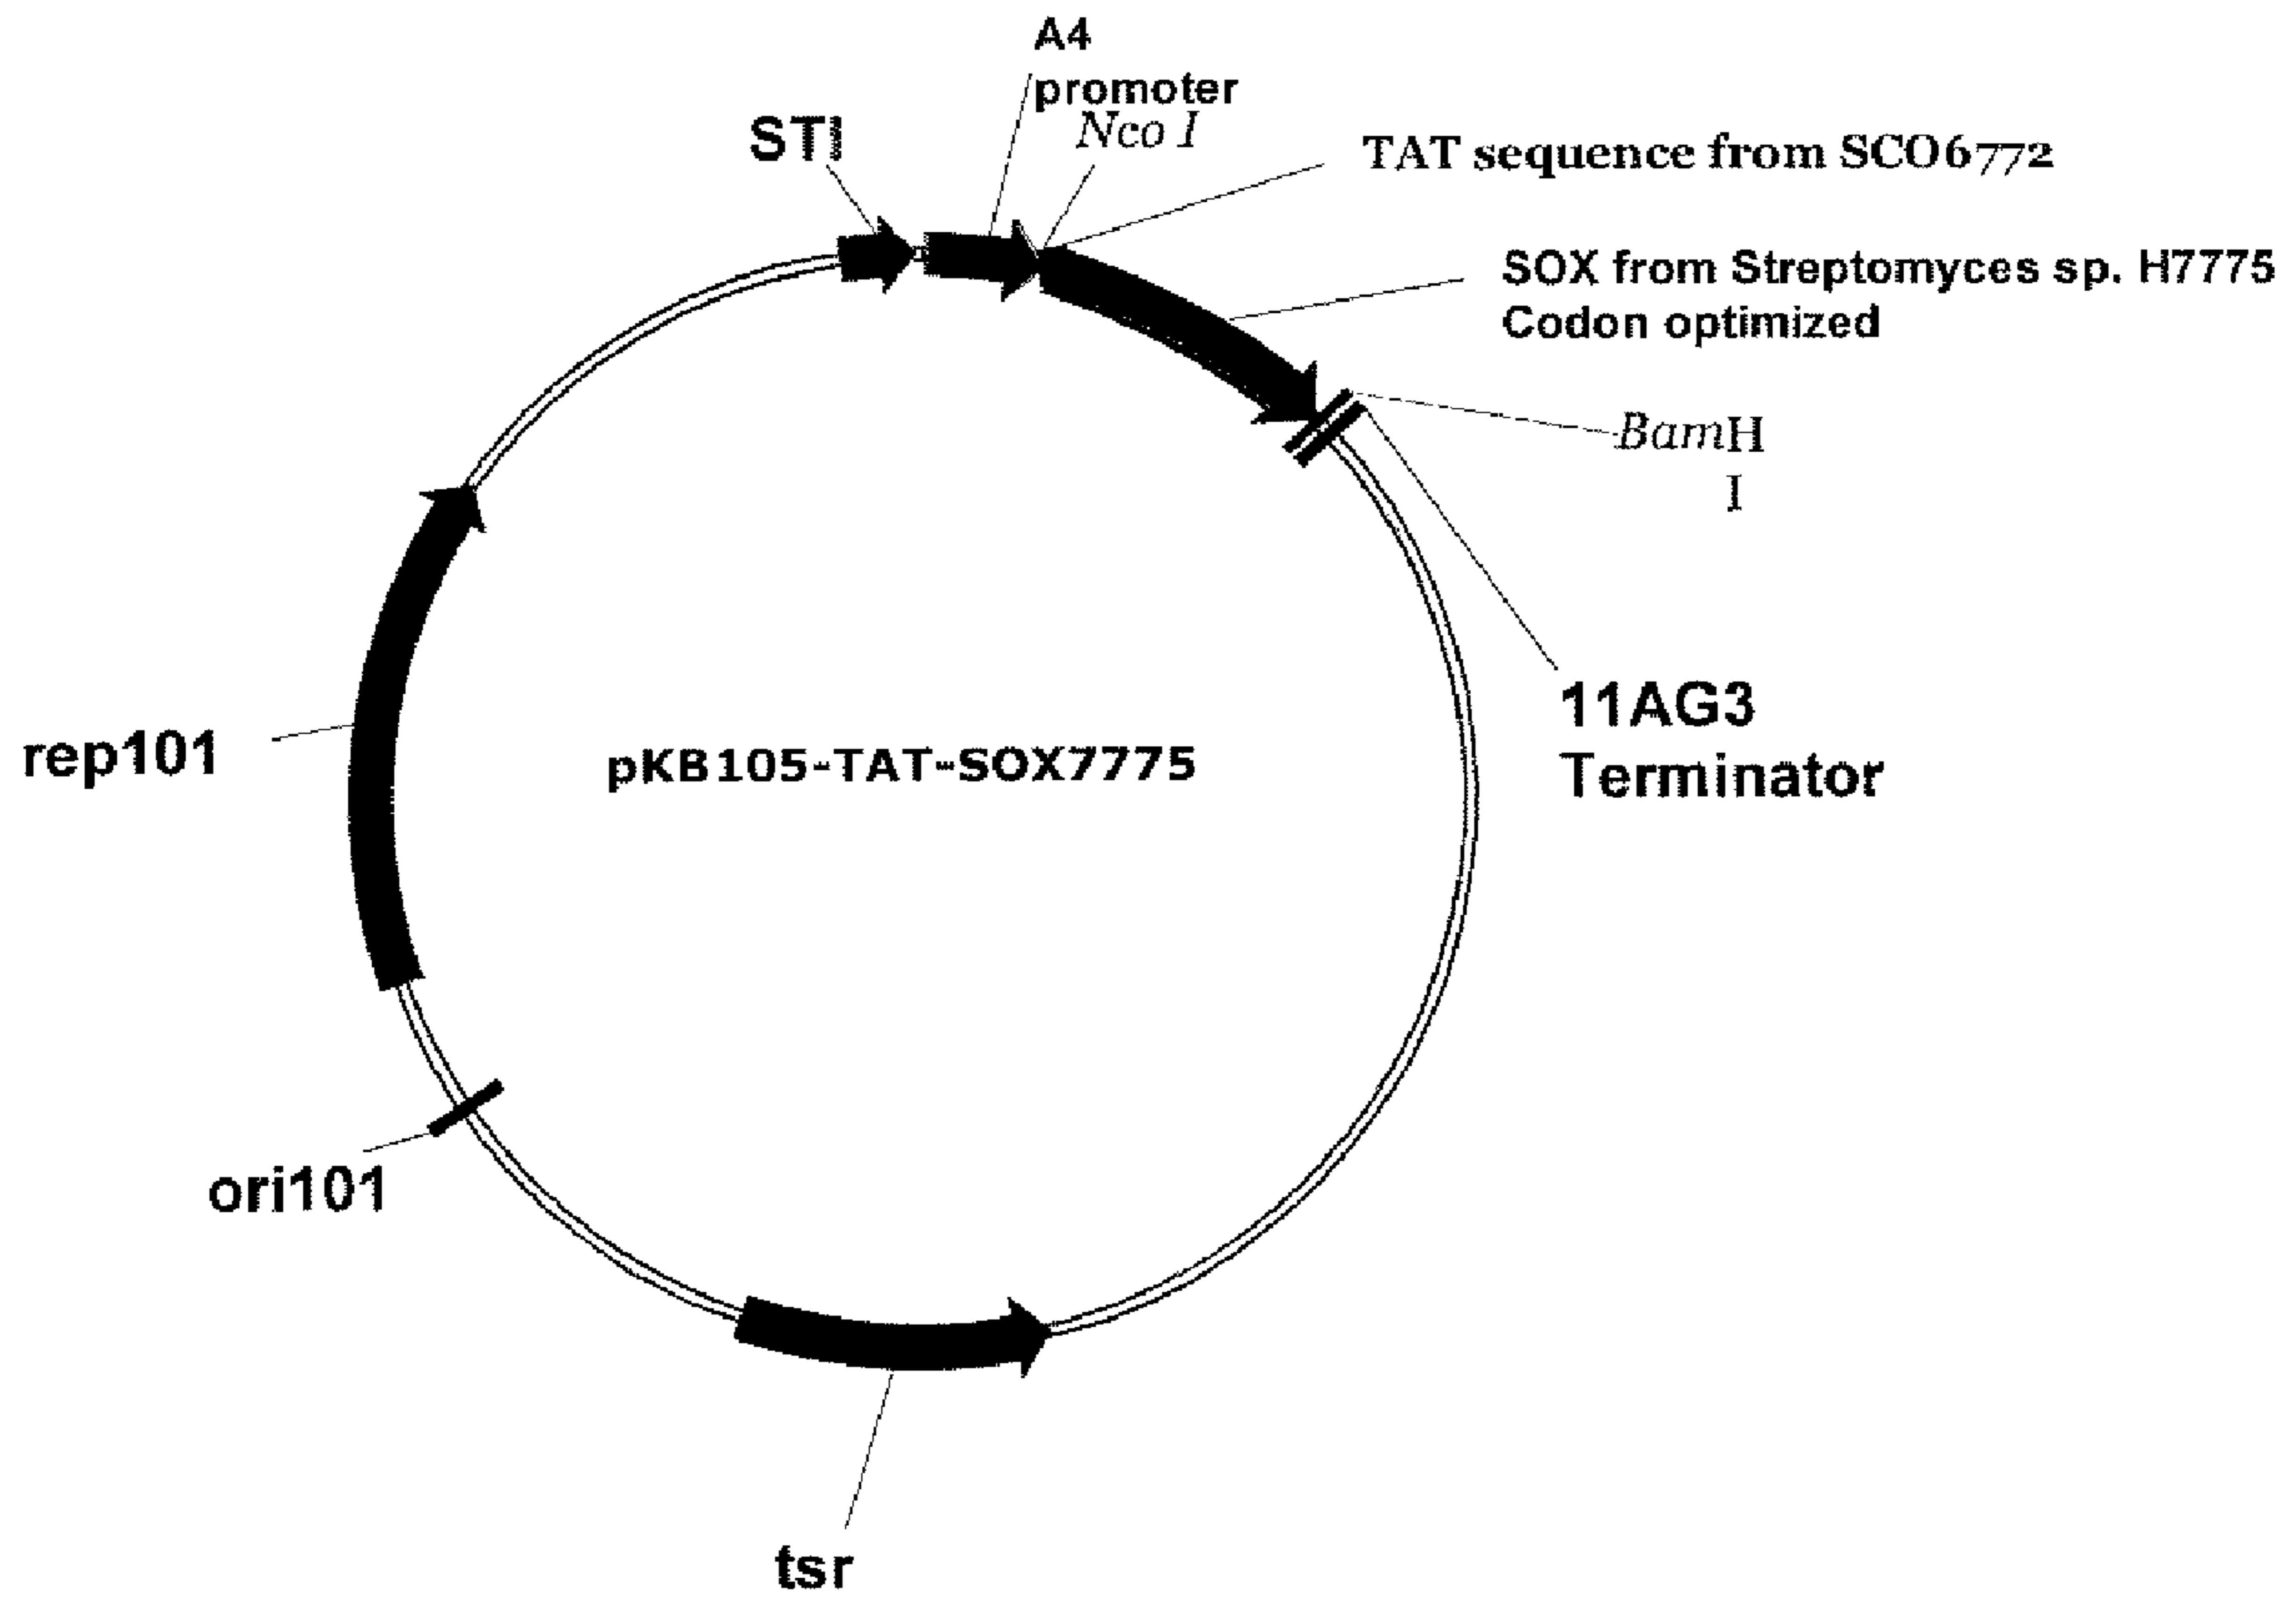 A4
promoter
Nco I
STI
TAT sequence from SCO6772
SOX from Streptomyces sp. H7775
Codon optimized
BamH
I
11AG3
Terminator
rep101
pKB105-TAT-SOX7775
ori101
tsr